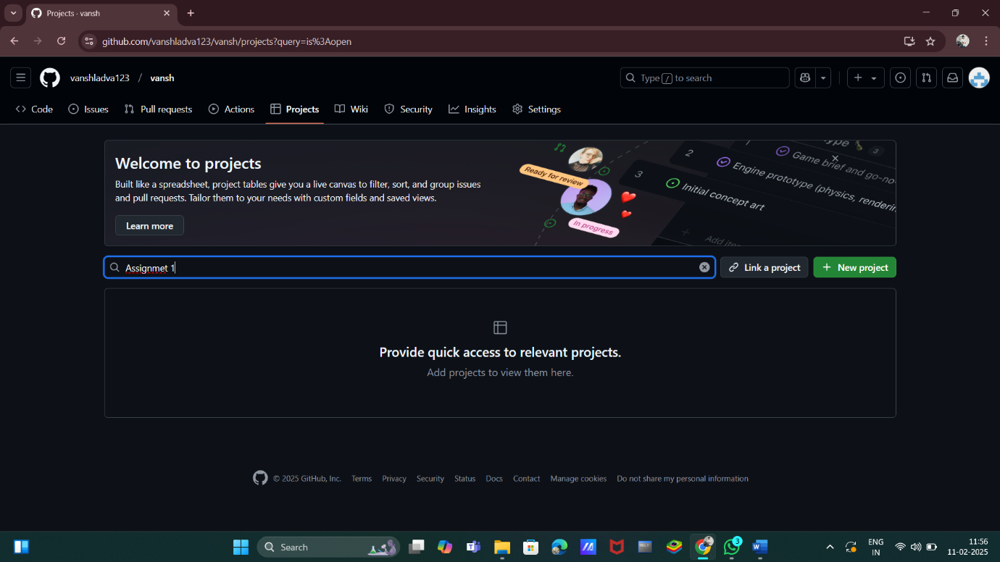 Projects · vansh
github.com/vanshladva123/vansh/projects?query=is%3Aopen
vanshladva123 / vansh
Type / to search
Code Issues Pull requests Actions Projects Wiki Security Insights Settings
Welcome to projects
Built like a spreadsheet, project tables give you a live canvas to filter, sort, and group issues
and pull requests. Tailor them to your needs with custom fields and saved views.
Learn more
Ready for review
In progress
1
3
2 Game brief and go-no-
Engine prototype (physics, renderin
3 Initial concept art
Add ite
Assignmet 1
Link a project
New project
Provide quick access to relevant projects.
Add projects to view them here.
© 2025 GitHub, Inc. Terms Privacy Security Status Docs Contact Manage cookies Do not share my personal information
Search
3
ENG
IN
11:56
11-02-2025